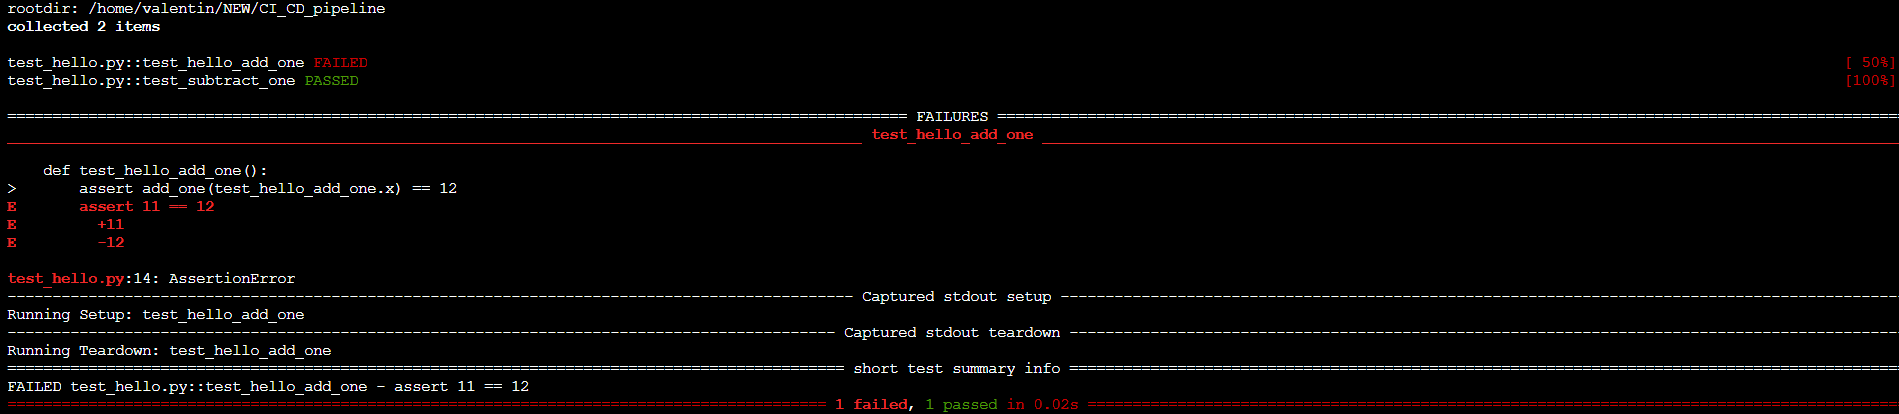 rootdir: /home/valentin/NEW/CI_CD_pipeline
collected 2 items
test_hello.py::test_hello_add_one FAILED [ 50%]
test_hello.py::test_subtract_one PASSED [100%]
FAILURES
test_hello_add_one
def test_hello_add_one():
> assert add_one(test_hello_add_one.x) == 12
E assert 11 == 12
E +11
E -12
test_hello.py:14: AssertionError
Captured stdout setup
Running Setup: test_hello_add_one
Captured stdout teardown
Running Teardown: test_hello_add_one
short test summary info
FAILED test_hello.py::test_hello_add_one - assert 11 == 12
1 failed, 1 passed in 0.02s